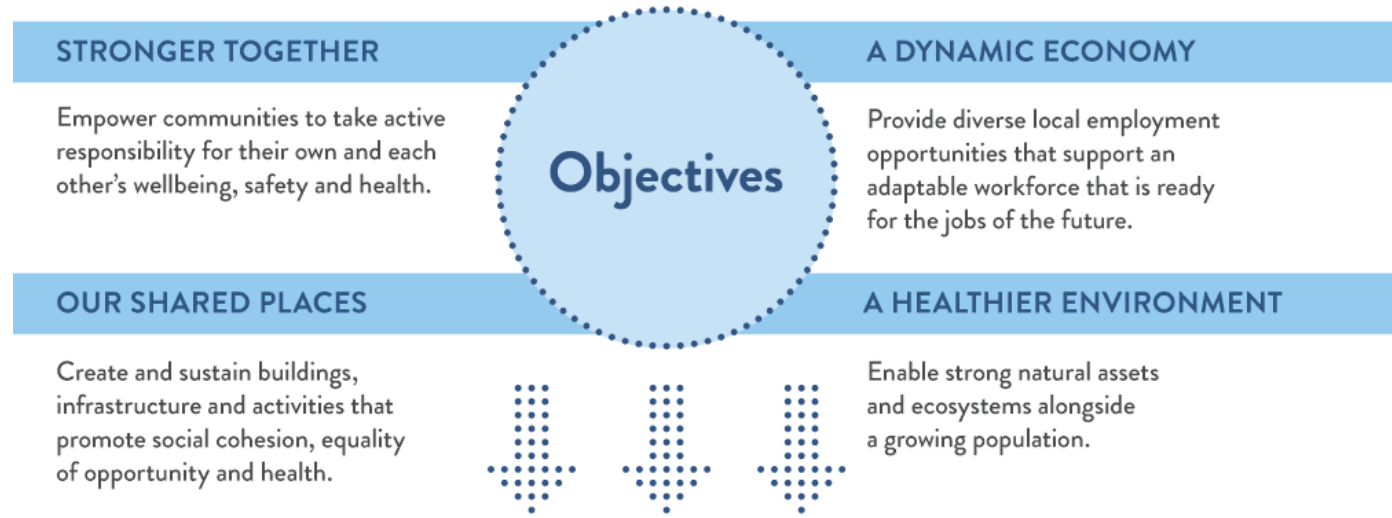 Objectives
STRONGER TOGETHER
Empower communities to take active
responsibility for their own and each
other’s wellbeing, safety and health.
A DYNAMIC ECONOMY
Provide diverse local employment
opportunities that support an
adaptable workforce that is ready
for the jobs of the future.
OUR SHARED PLACES
Create and sustain buildings,
infrastructure and activities that
promote social cohesion, equality
of opportunity and health.
A HEALTHIER ENVIRONMENT
Enable strong natural assets
and ecosystems alongside
a growing population.